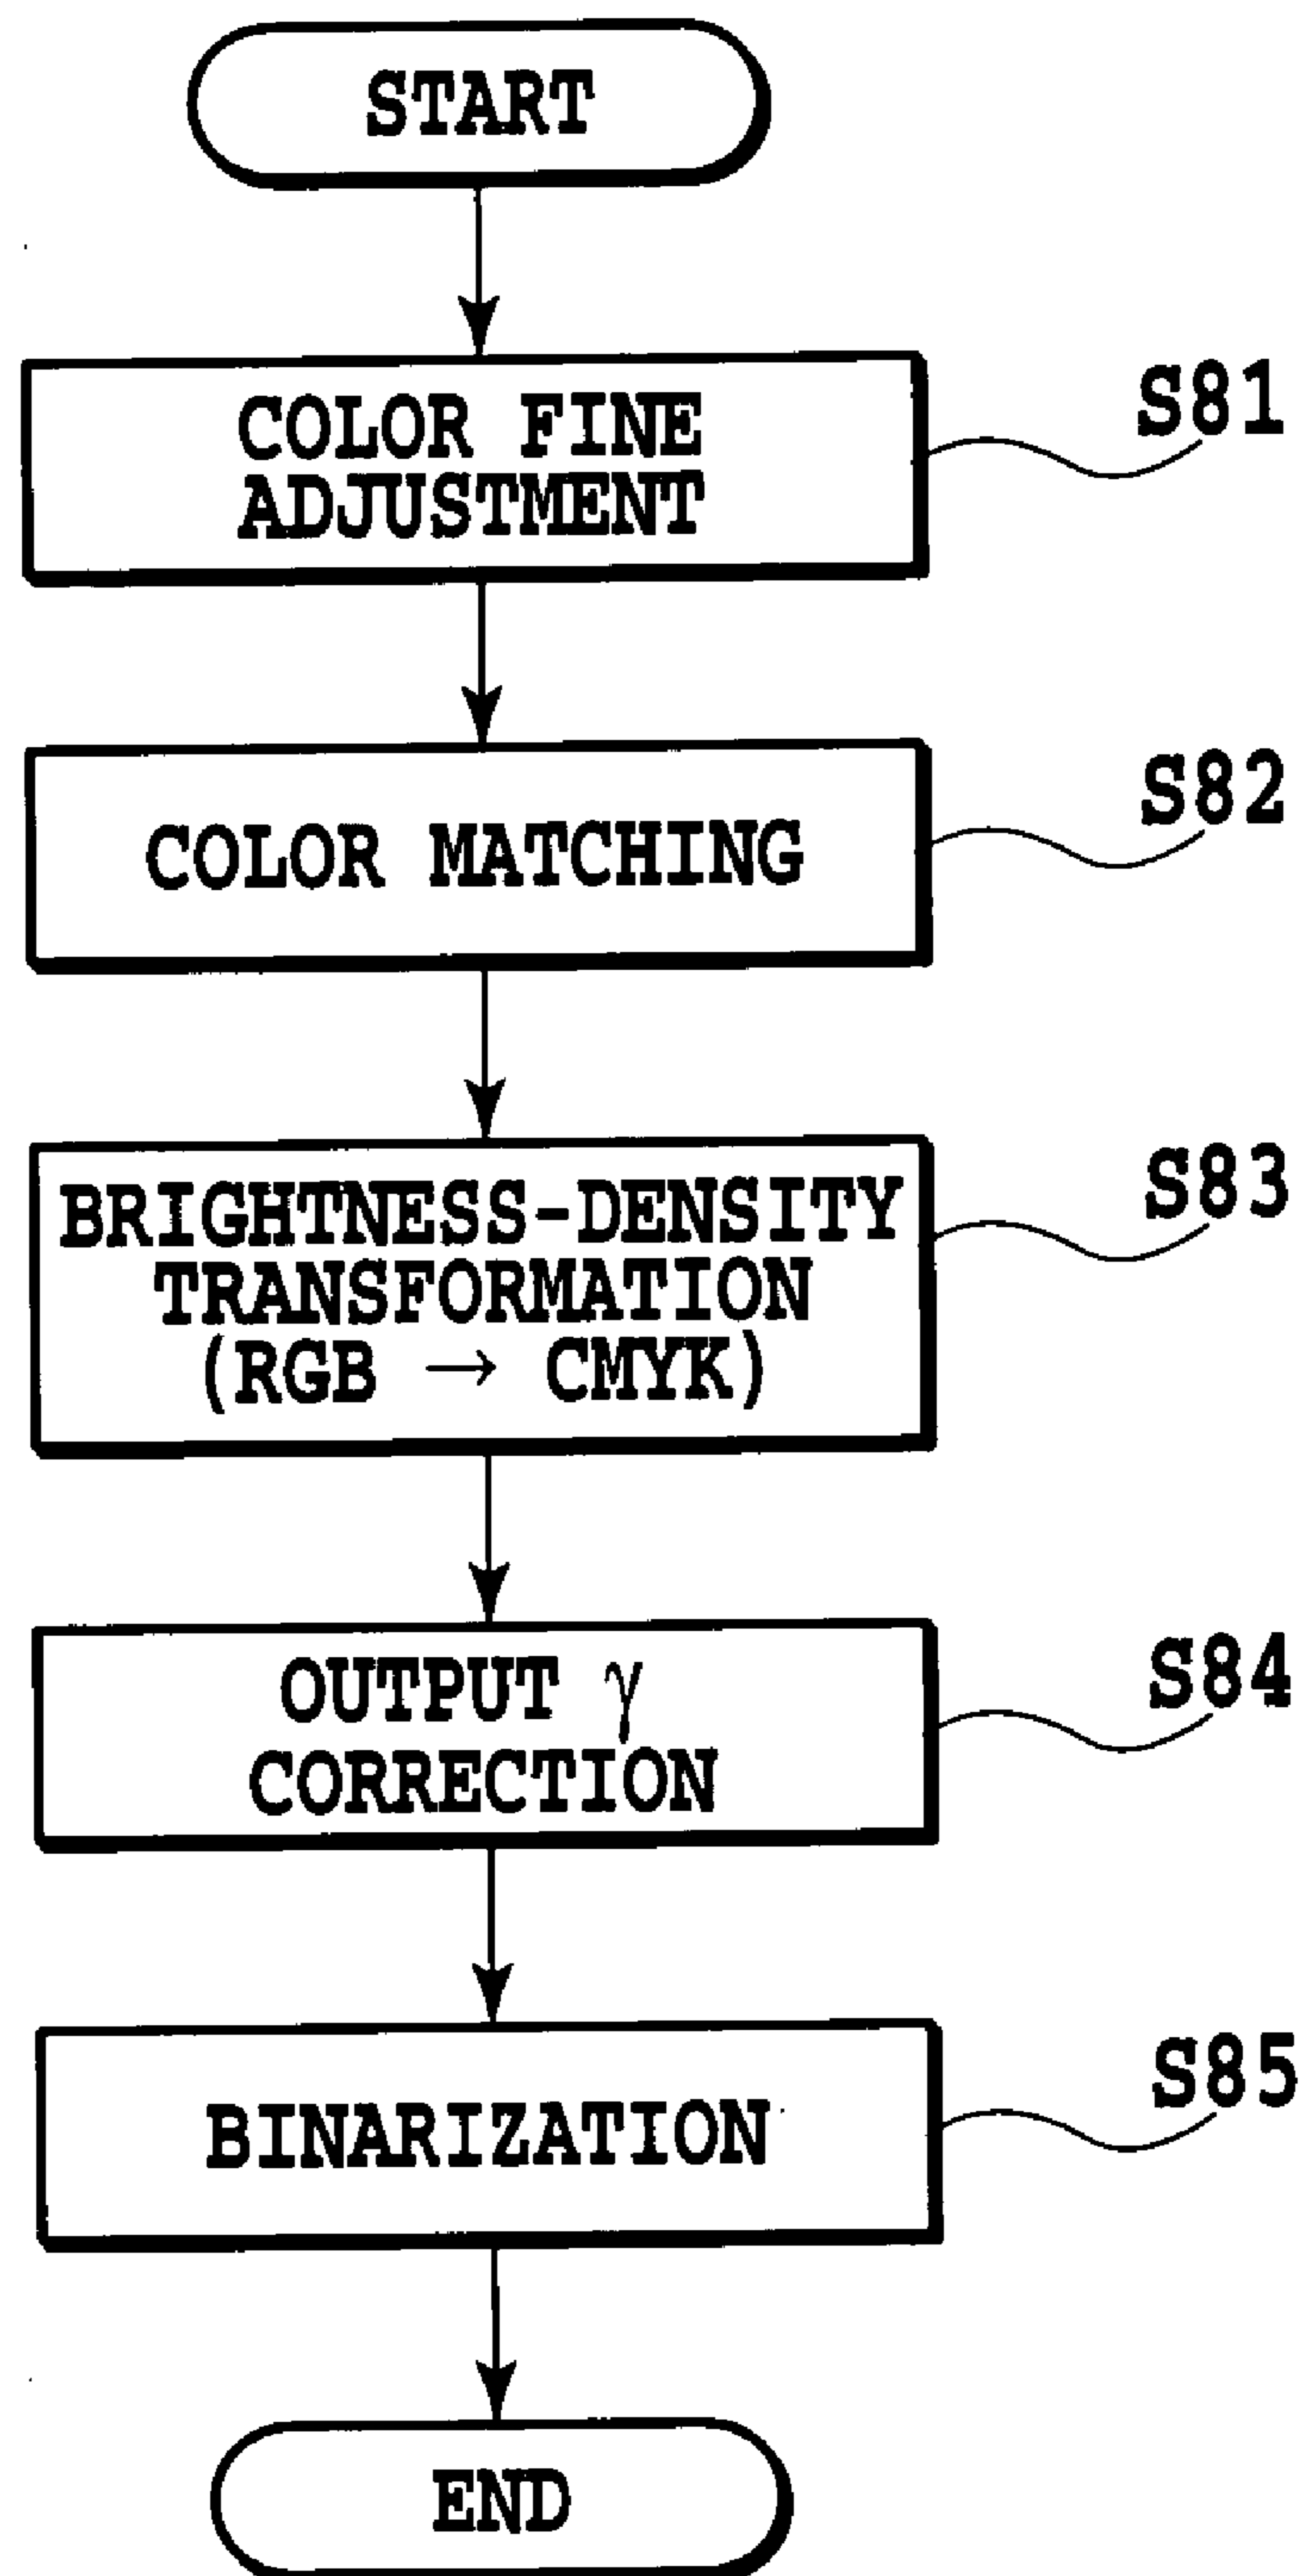 START
COLOR FINE
ADJUSTMENT
S81
COLOR MATCHING
S82
BRIGHTNESS-DENSITY
TRANSFORMATION
(RGB → CMYK)
S83
OUTPUT γ
CORRECTION
S84
BINARIZATION
S85
END